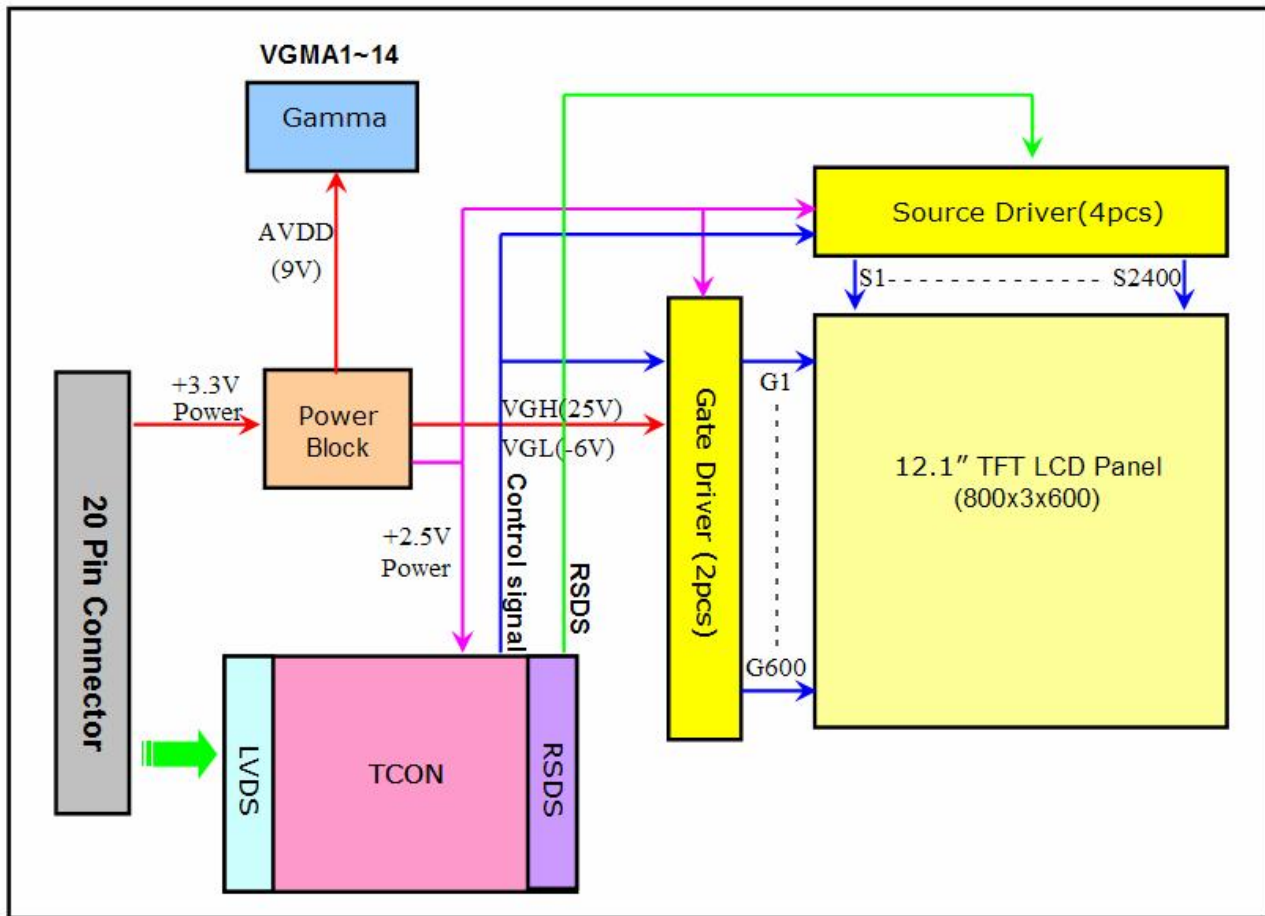 VGMA1~14
Gamma
AVDD
(9V)
Source Driver(4pcs)
S1
S2400
+3.3V
Power
Power
Block
VGH(25V)
VGL(-6V)
Gate Driver (2pcs)
G1
G600
12.1" TFT LCD Panel
(800x3x600)
20 Pin Connector
+2.5V
Power
Control signal
RSDS
LVDS
TCON
RSDS